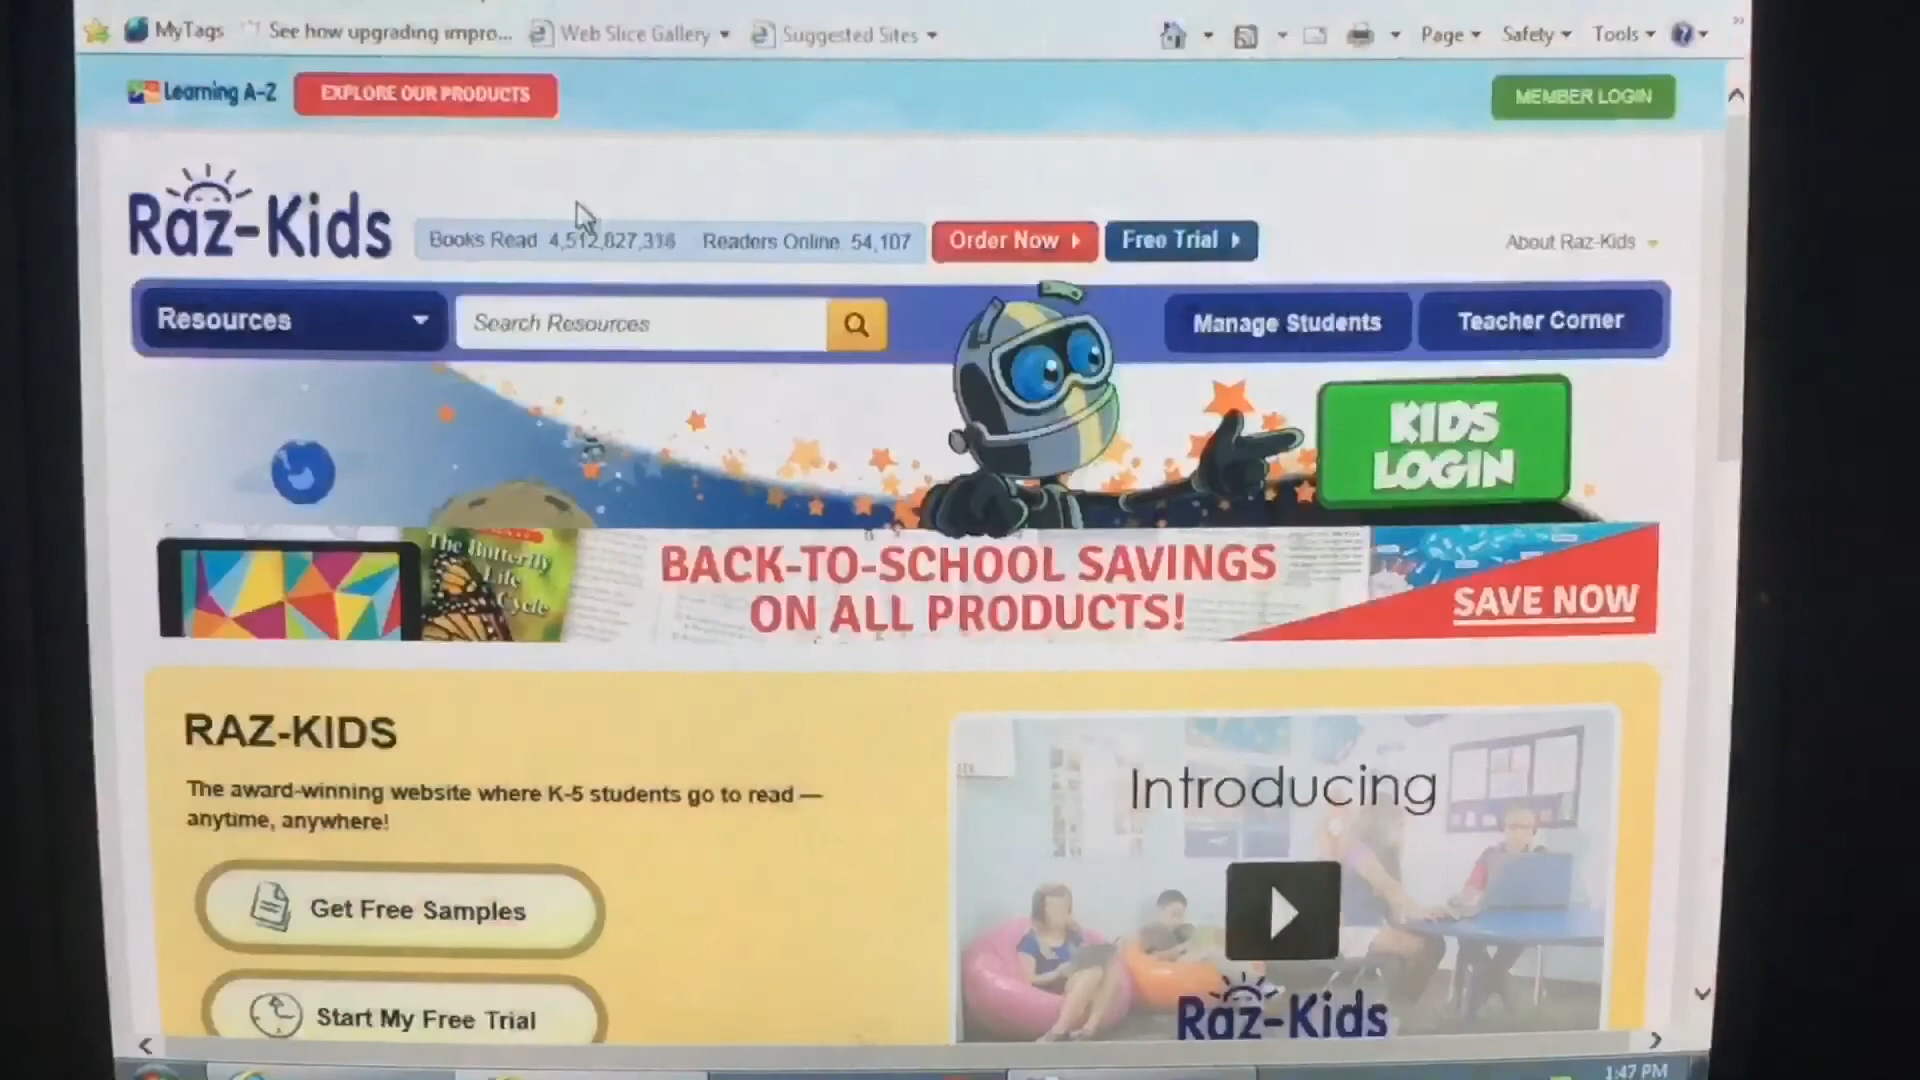 MyTags See how upgrading impro... Web Slice Gallery Suggested Sites Page Safety Tools
Learning A-Z EXPLORE OUR PRODUCTS MEMBER LOGIN
Raz-Kids Books Read Readers Online 54,107 Order Now Free Trial About Raz-Kids
Resources Search Resources Manage Students Teacher Corner
KIDS
LOGIN
The Butterfly
Life
Cycle
BACK-TO-SCHOOL SAVINGS
ON ALL PRODUCTS!
SAVE NOW
RAZ-KIDS
The award-winning website where K-5 students go to read —
anytime, anywhere!
Get Free Samples
Start My Free Trial
Introducing
Raz-Kids
1:47 PM